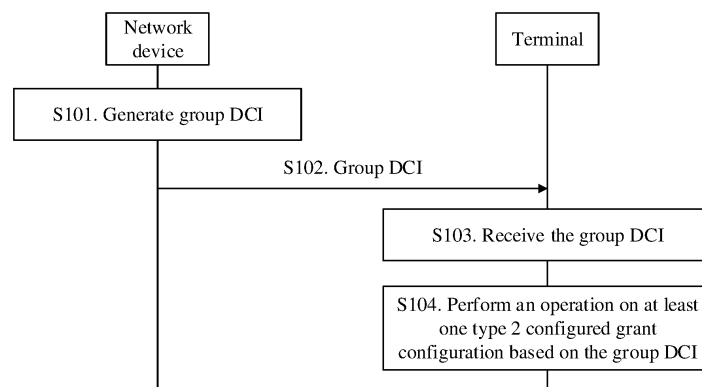 Network
device
Terminal
S101. Generate group DCI
S102. Group DCI
S103. Receive the group DCI
S104. Perform an operation on at least
one type 2 configured grant
configuration based on the group DCI